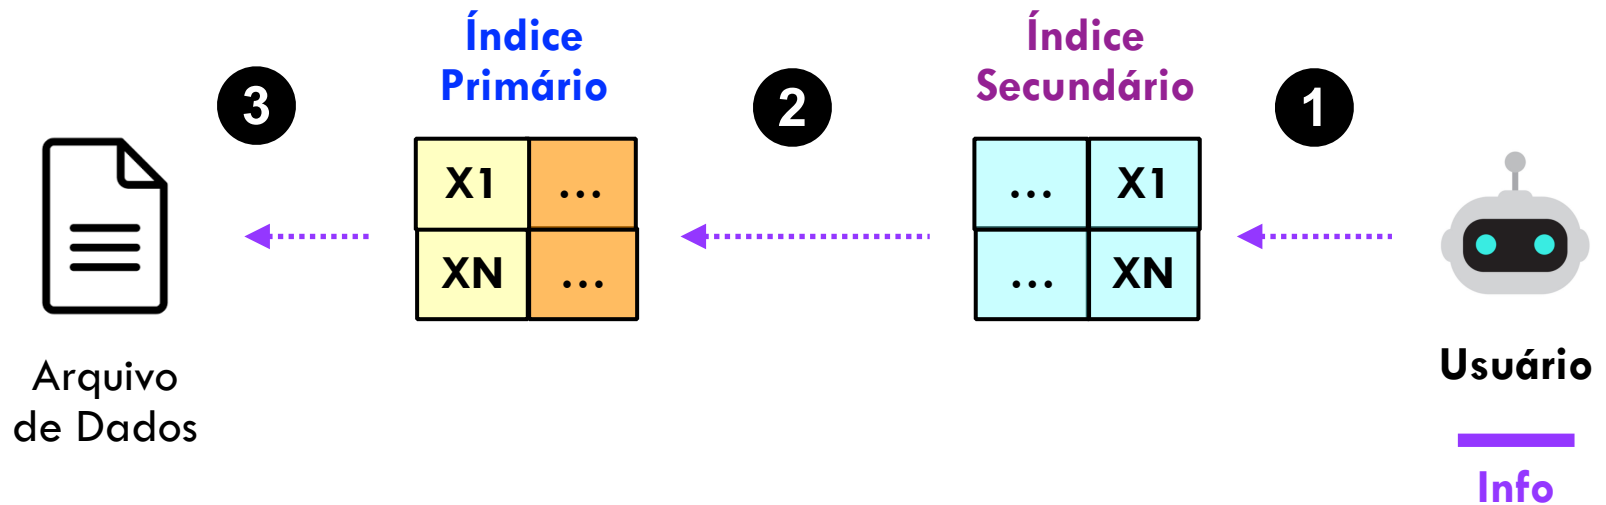 Índice
Primário
Índice
Secundário
3
2
1
X1 ...
XN ...
... X1
... XN
Arquivo
de Dados
Usuário
Info